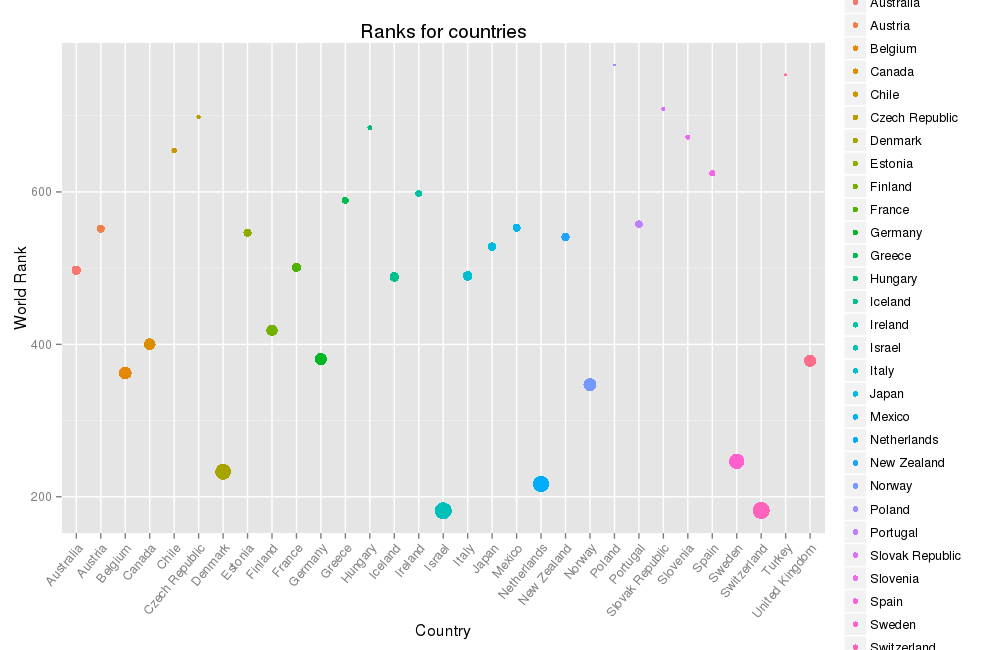 Ranks for countries
World Rank
600
400
200
Australia
Austria
Belgium
Canada
Chile
Czech Republic
Denmark
Estonia
Finland
France
Germany
Greece
Hungary
Iceland
Ireland
Israel
Italy
Japan
Mexico
Netherlands
New Zealand
Norway
Poland
Portugal
Slovak Republic
Slovenia
Spain
Sweden
Switzerland
Turkey
United Kingdom
Country
Australia
Austria
Belgium
Canada
Chile
Czech Republic
Denmark
Estonia
Finland
France
Germany
Greece
Hungary
Iceland
Ireland
Israel
Italy
Japan
Mexico
Netherlands
New Zealand
Norway
Poland
Portugal
Slovak Republic
Slovenia
Spain
Sweden
Switzerland